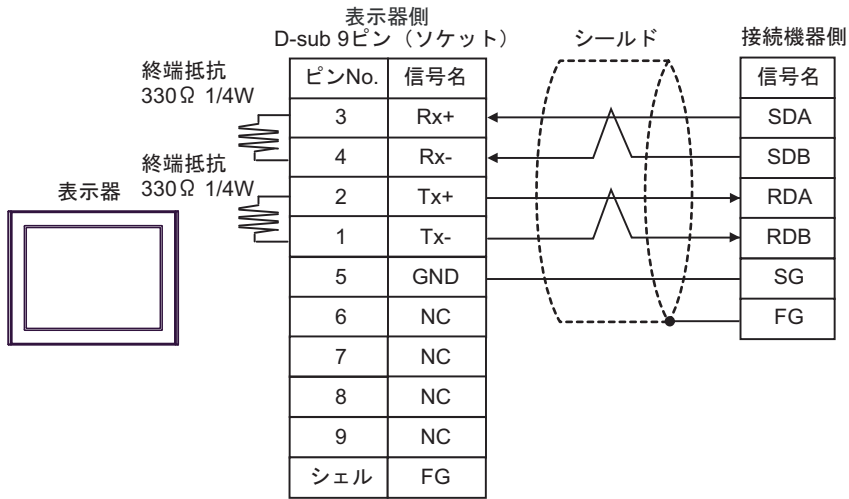 表示器側
D-sub 9ピン（ソケット）
シールド
接続機器側
終端抵抗
330Ω 1/4W
終端抵抗
330Ω 1/4W
表示器
ピンNo. 信号名
3 Rx+
4 Rx-
2 Tx+
1 Tx-
5 GND
6 NC
7 NC
8 NC
9 NC
シェル FG
信号名
SDA
SDB
RDA
RDB
SG
FG